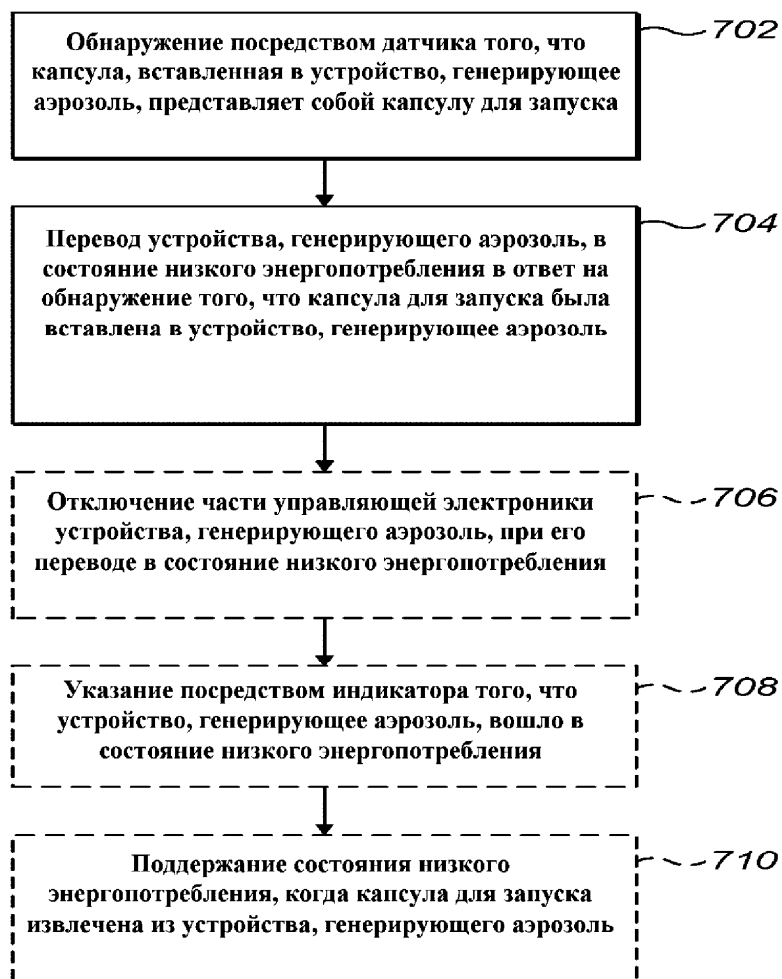 Обнаружение посредством датчика того, что
капсула, вставленная в устройство, генерирующее
аэрозоль, представляет собой капсулу для запуска
702
Перевод устройства, генерирующего аэрозоль, в
состояние низкого энергопотребления в ответ на
обнаружение того, что капсула для запуска была
вставлена в устройство, генерирующее аэрозоль
704
Отключение части управляющей электроники
устройства, генерирующего аэрозоль, при его
переводе в состояние низкого энергопотребления
706
Указание посредством индикатора того, что
устройство, генерирующее аэрозоль, вошло в
состояние низкого энергопотребления
708
Поддержание состояния низкого
энергопотребления, когда капсула для запуска
извлечена из устройства, генерирующего аэрозоль
710